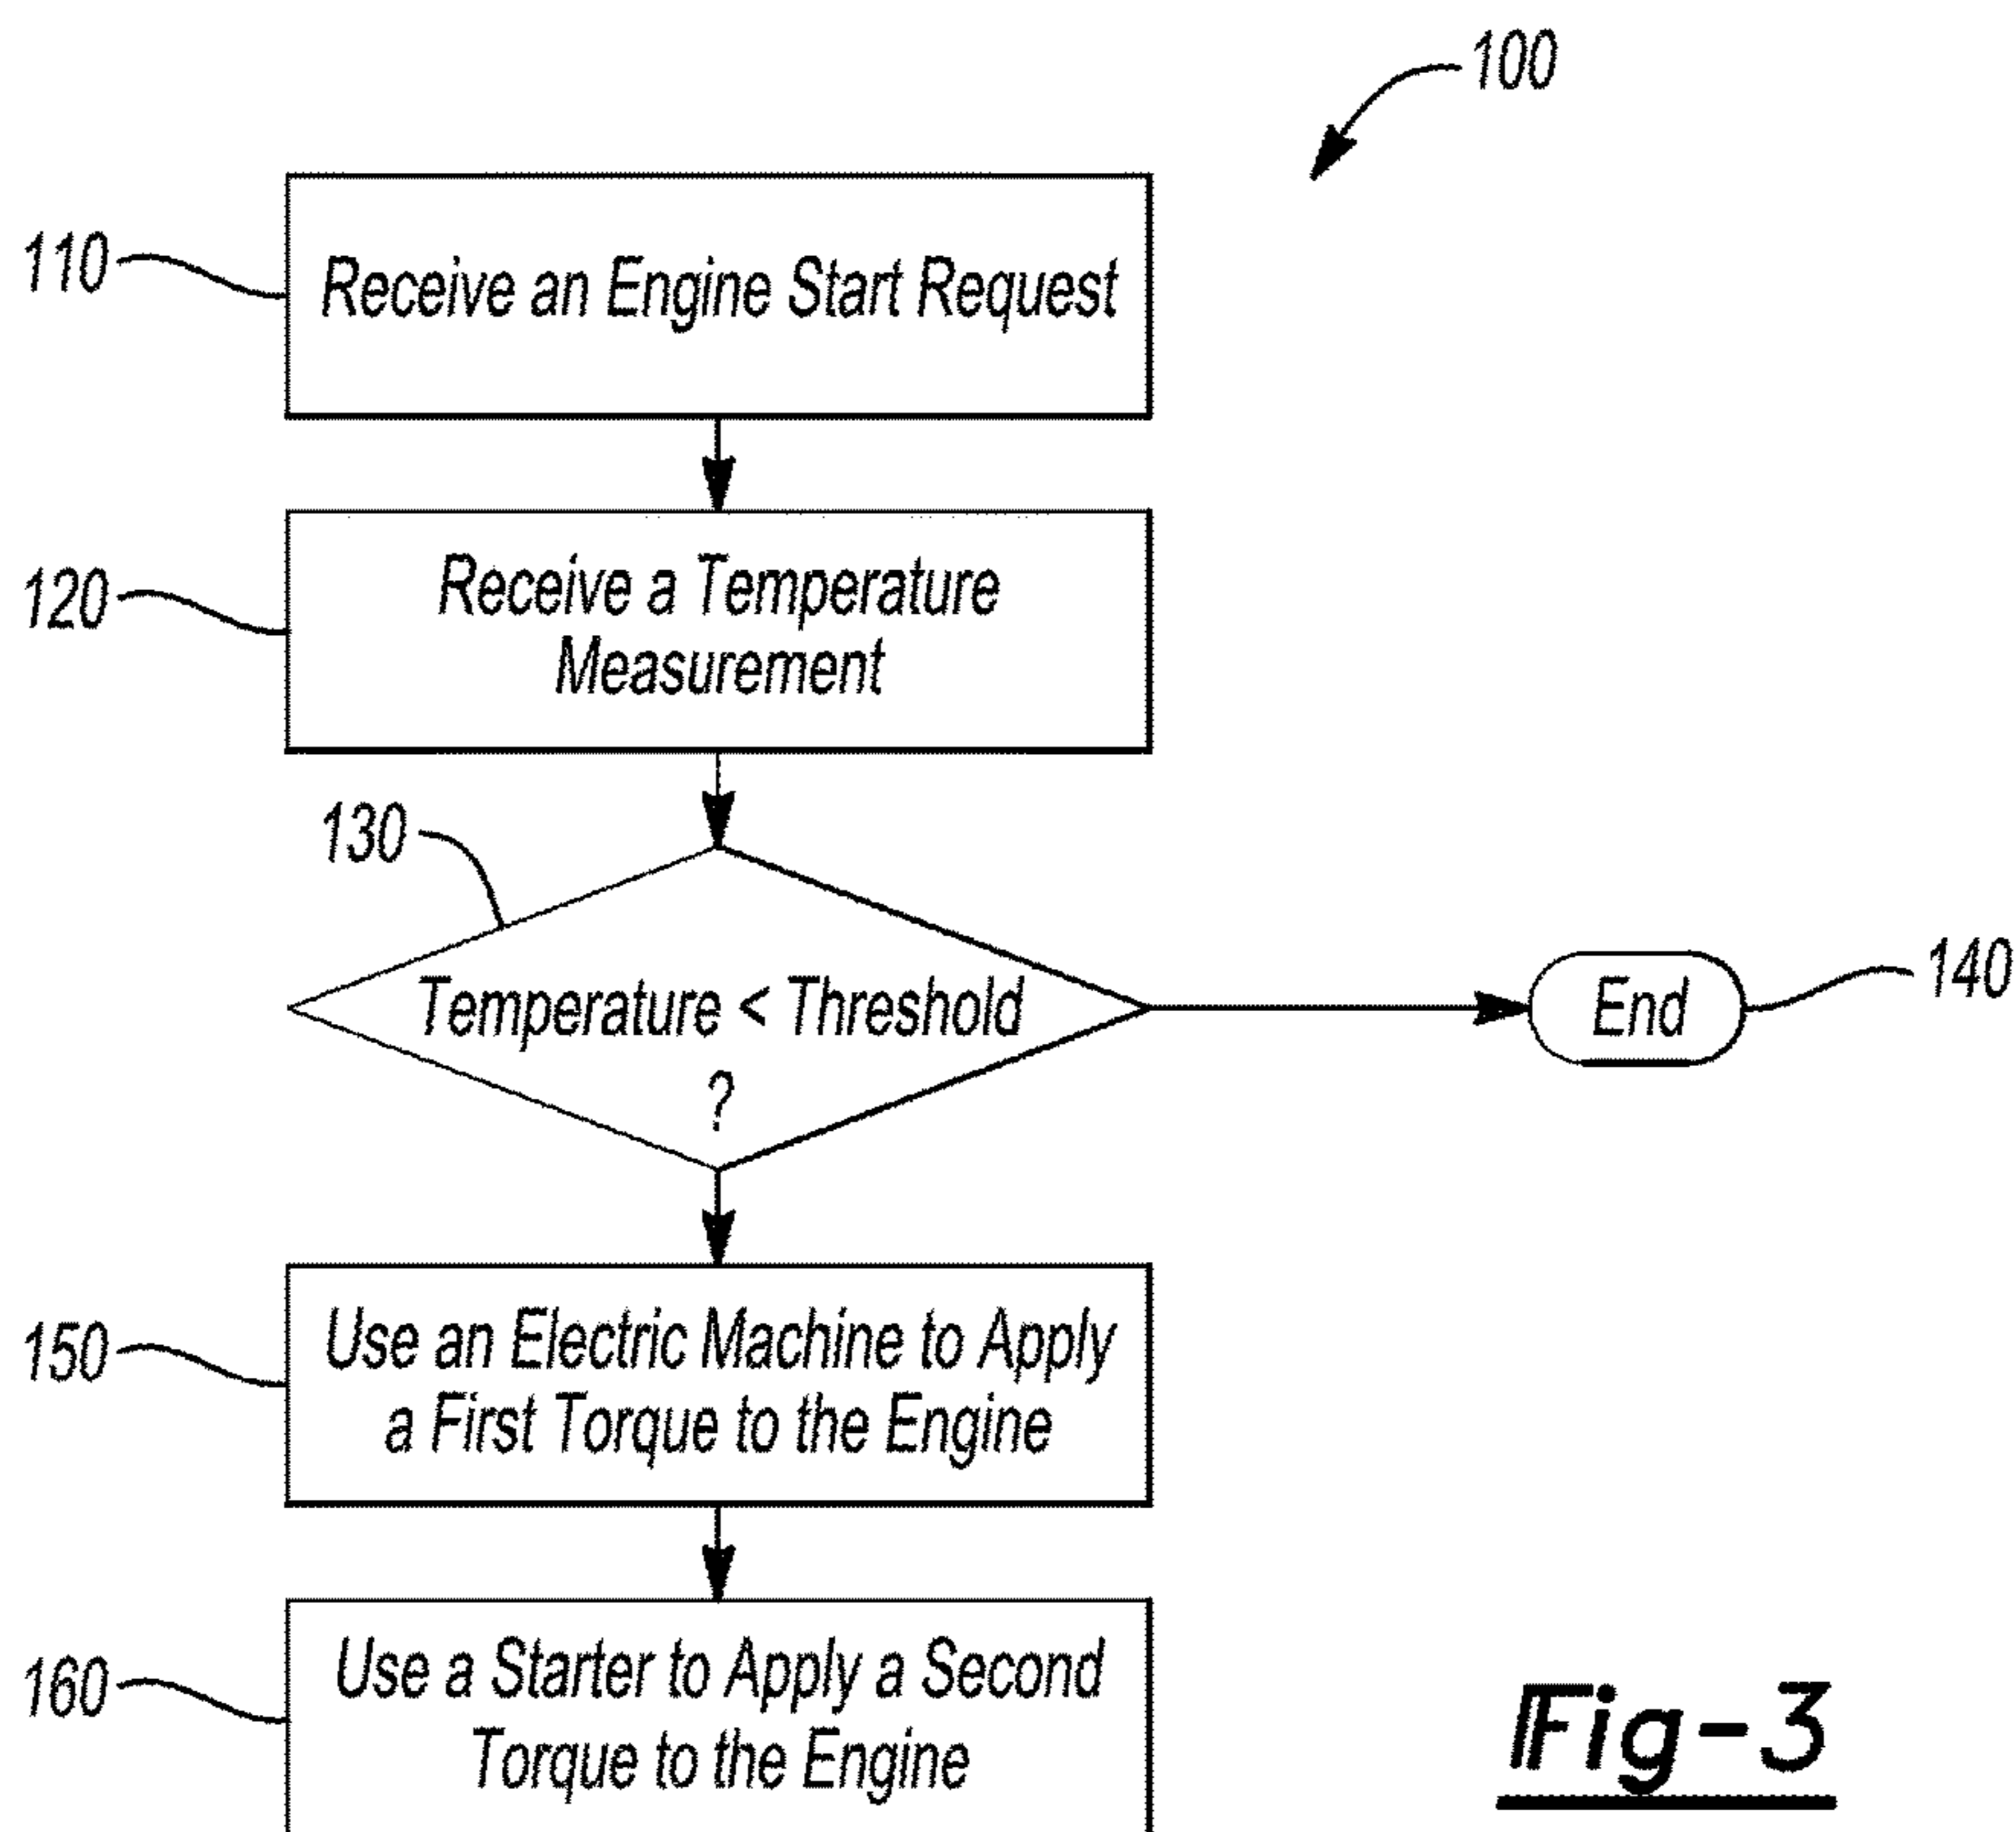 100
110
Receive an Engine Start Request
120
Receive a Temperature
Measurement
130
Temperature < Threshold
?
End
140
150
Use an Electric Machine to Apply
a First Torque to the Engine
160
Use a Starter to Apply a Second
Torque to the Engine
Fig-3